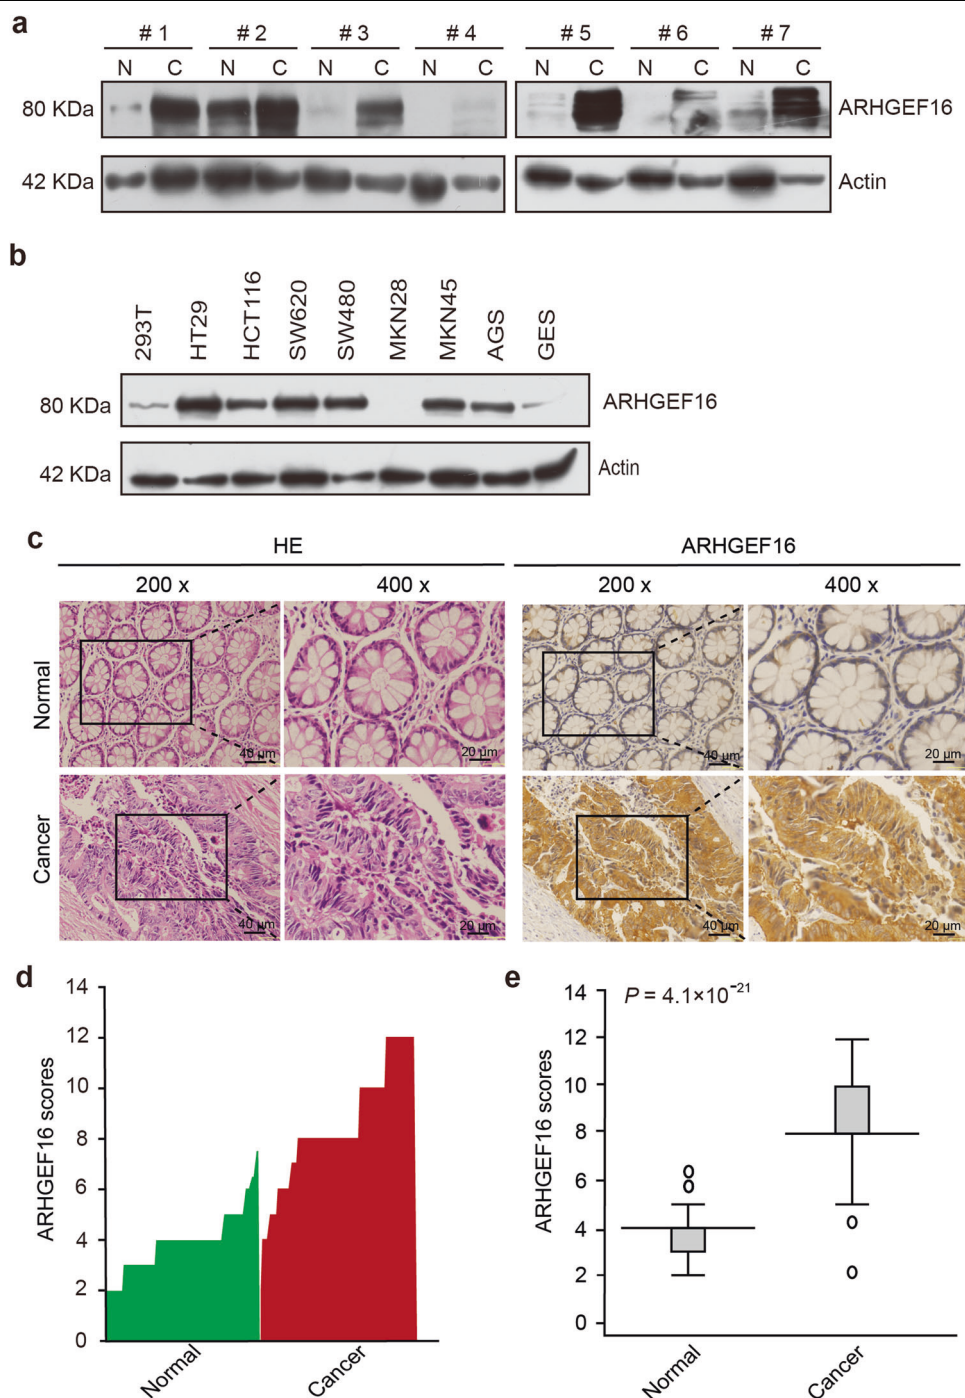 a
# 1 # 2 # 3 # 4 # 5 # 6 # 7
N C N C N C N C N C N C N C
80 KDa ARHGEF16
42 KDa Actin
b
293T HT29 HCT116 SW620 SW480 MKN28 MKN45 AGS GES
80 KDa ARHGEF16
42 KDa Actin
c
HE ARHGEF16
200 x 400 x 200 x 400 x
Normal
40 µm 20 µm 40 µm 20 µm
Cancer
40 µm 20 µm 40 µm 20 µm
d
ARHGEF16 scores
14
12
10
8
6
4
2
0
Normal Cancer
e
P = 4.1×10⁻²¹
ARHGEF16 scores
14
12
10
8
6
4
2
0
Normal Cancer